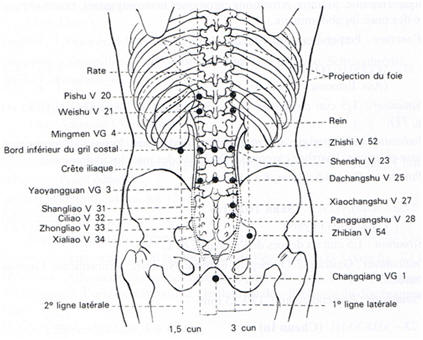 Rate
Pishu V 20
Weishu V 21
Mingmen VG 4
Bord inférieur du gril costal
Crête iliaque
Yaoyangguan VG 3
Shangliao V 31
Ciliao V 32
Zhongliao V 33
Xialiao V 34
2º ligne latérale
1,5 cun
3 cun
Projection du foie
Rein
Zhishi V 52
Shenshu V 23
Dachangshu V 25
Xiaochangshu V 27
Pangguangshu V 28
Zhibian V 54
Changqiang VG 1
1º ligne latérale